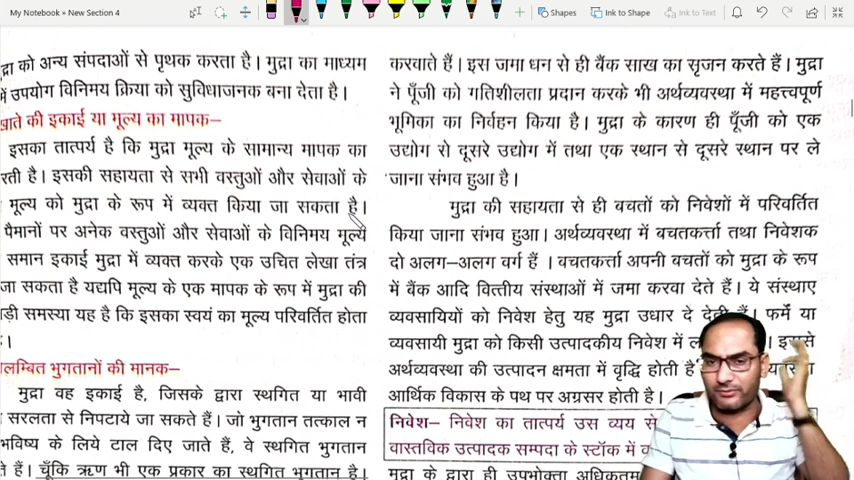 My Notebook » New Section 4
Shapes
Ink to Shape
Ink to Text
द्रा को अन्य संपदाओं से पृथक करता है। मुद्रा का माध्यम
में उपयोग विनिमय क्रिया को सुविधाजनक बना देता है।
खाते की इकाई या मूल्य का मापक–
इसका तात्पर्य है कि मुद्रा मूल्य के सामान्य मापक का
रती है। इसकी सहायता से सभी वस्तुओं और सेवाओं के
मूल्य को मुद्रा के रूप में व्यक्त किया जा सकता है।
पैमानों पर अनेक वस्तुओं और सेवाओं के विनिमय मूल्य
समान इकाई मुद्रा में व्यक्त करके एक उचित लेखा तंत्र
जा सकता है यद्यपि मूल्य के एक मापक के रूप में मुद्रा की
ड़ी समस्या यह है कि इसका स्वयं का मूल्य परिवर्तित होता
है।
लम्बित भुगतानों की मानक–
मुद्रा वह इकाई है, जिसके द्वारा स्थगित या भावी
सरलता से निपटाये जा सकते हैं। जो भुगतान तत्काल न
भविष्य के लिये टाल दिए जाते हैं, वे स्थगित भुगतान
ते हैं। चूँकि ऋण भी एक प्रकार का स्थगित भुगतान है।
करवाते हैं। इस जमा धन से ही बैंक साख का सृजन करते हैं। मुद्रा
ने पूँजी को गतिशीलता प्रदान करके भी अर्थव्यवस्था में महत्त्वपूर्ण
भूमिका का निर्वहन किया है। मुद्रा के कारण ही पूँजी को एक
उद्योग से दूसरे उद्योग में तथा एक स्थान से दूसरे स्थान पर ले
जाना संभव हुआ है।
मुद्रा की सहायता से ही बचतों को निवेशों में परिवर्तित
किया जाना संभव हुआ। अर्थव्यवस्था में बचतकर्त्ता तथा निवेशक
दो अलग–अलग वर्ग हैं । बचतकर्त्ता अपनी बचतों को मुद्रा के रूप
में बैंक आदि वित्तीय संस्थाओं में जमा करवा देते हैं। ये संस्थाए
व्यवसायियों को निवेश हेतु यह मुद्रा उधार दे देती हैं। फर्में या
व्यवसायी मुद्रा को किसी उत्पादकीय निवेश में इससे
अर्थव्यवस्था की उत्पादन क्षमता में वृद्धि होती है
आर्थिक विकास के पथ पर अग्रसर होती है।
निवेश– निवेश का तात्पर्य उस व्यय से
वास्तविक उत्पादक सम्पदा के स्टॉक में
मुद्रा के द्वारा ही उपभोक्ता अधिकतम